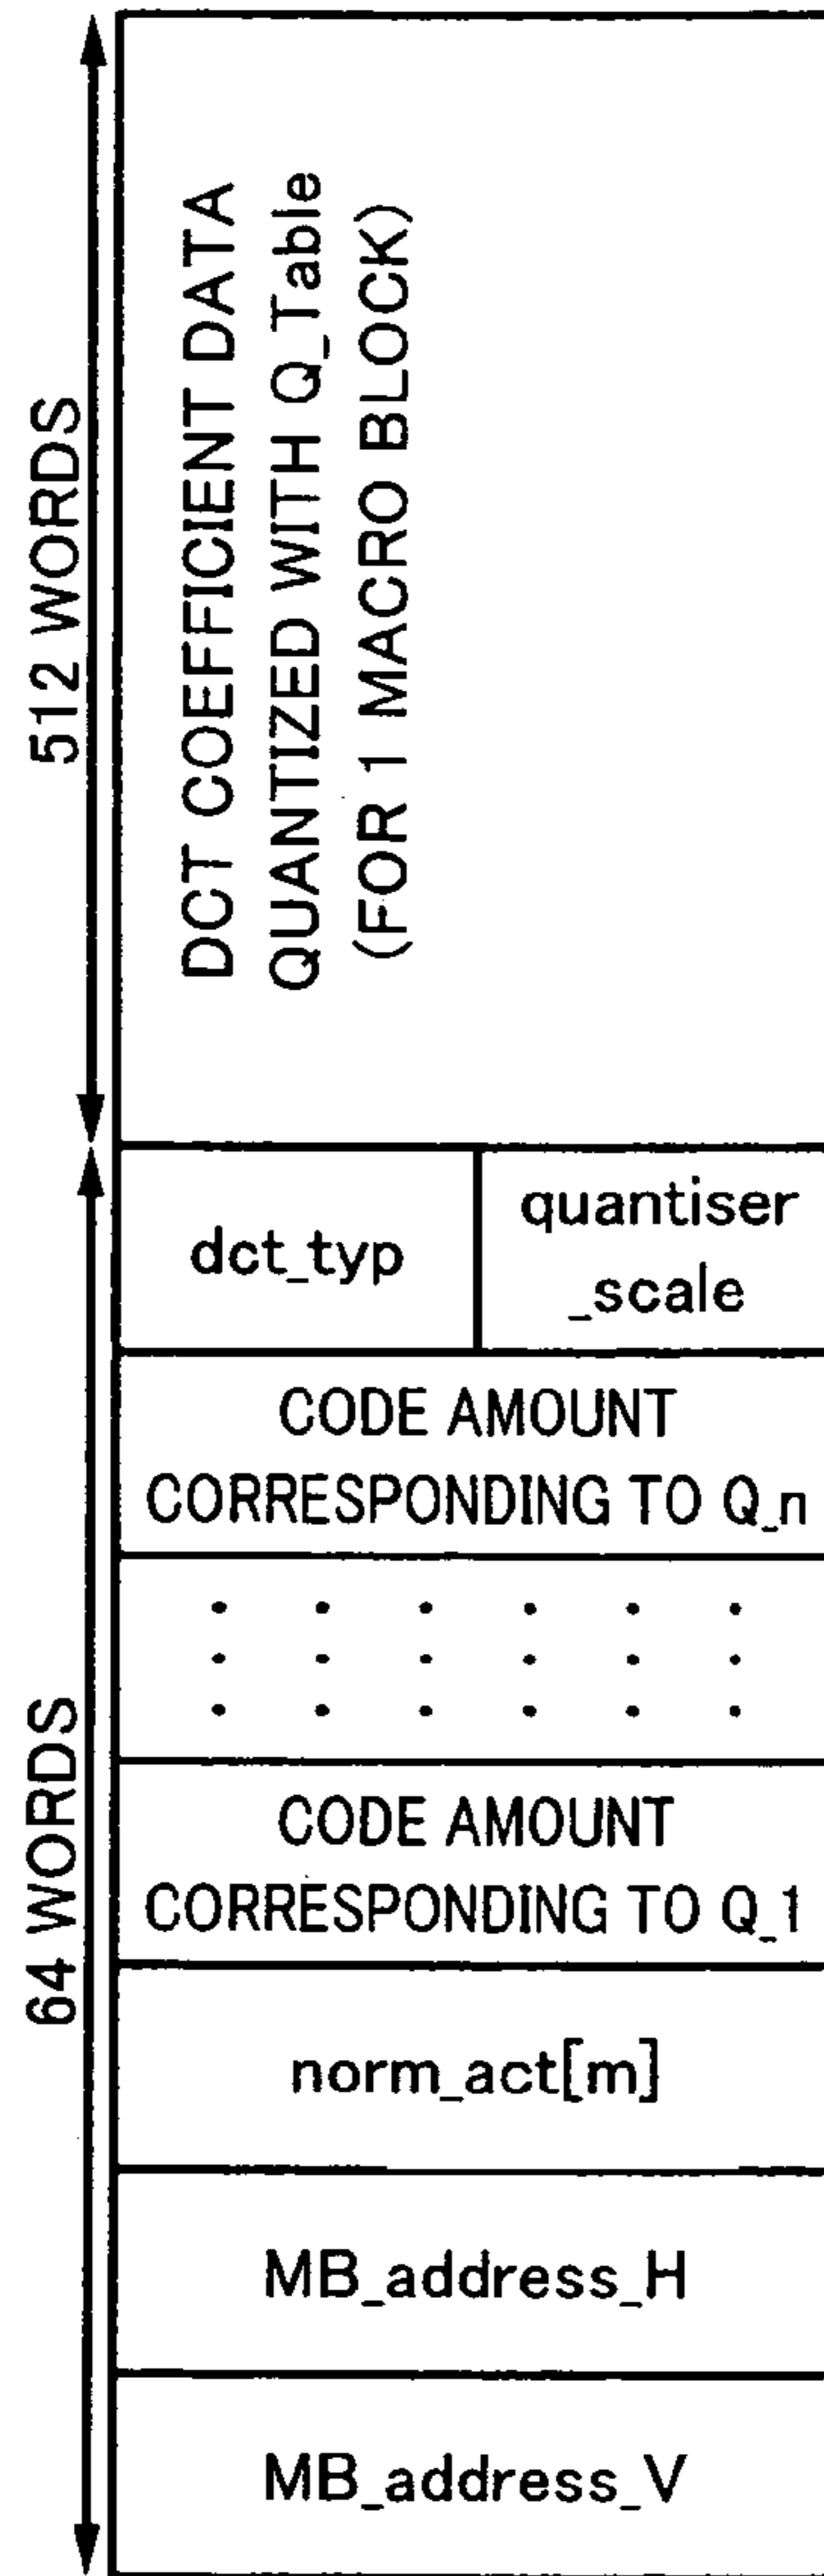 512 WORDS
DCT COEFFICIENT DATA
QUANTIZED WITH Q_Table
(FOR 1 MACRO BLOCK)
64 WORDS
dct_typ
quantiser
_scale
CODE AMOUNT
CORRESPONDING TO Q_n
CODE AMOUNT
CORRESPONDING TO Q_1
norm_act[m]
MB_address_H
MB_address_V